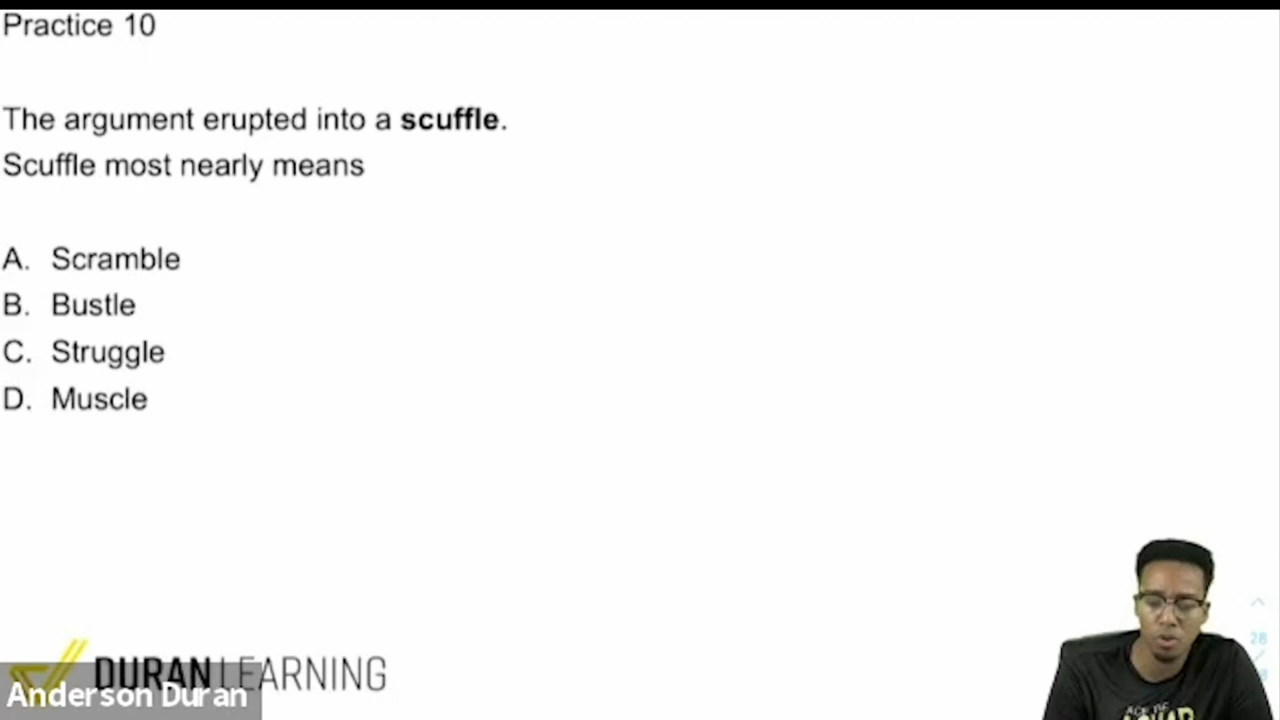 Practice 10
The argument erupted into a scuffle.
Scuffle most nearly means
A. Scramble
B. Bustle
C. Struggle
D. Muscle
DURAN LEARNING
Anderson Duran
28